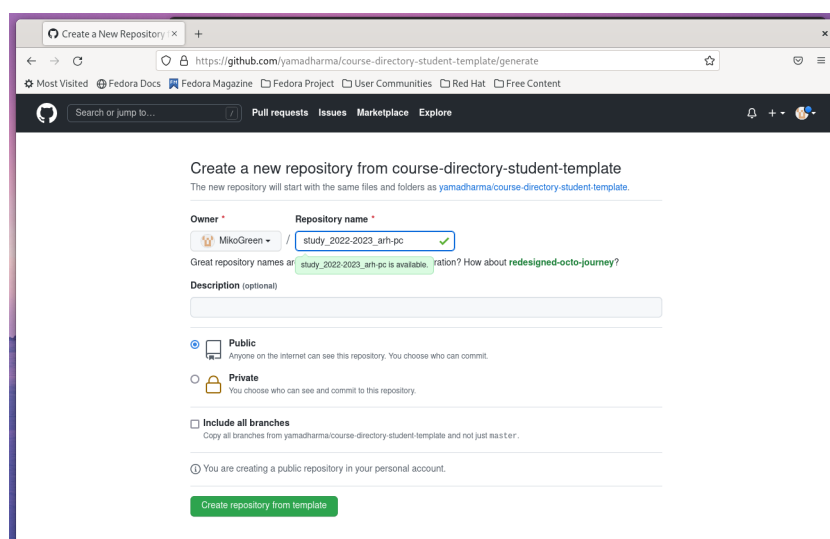 Create a New Repository
https://github.com/yamadharma/course-directory-student-template/generate
Most Visited Fedora Docs Fedora Magazine Fedora Project User Communities Red Hat Free Content
Search or jump to... / Pull requests Issues Marketplace Explore
Create a new repository from course-directory-student-template
The new repository will start with the same files and folders as yamadharma/course-directory-student-template.
Owner * Repository name *
MikoGreen / study_2022-2023_arh-pc
Great repository names ration? How about redesigned-octo-journey?
study_2022-2023_arh-pc is available.
Description (optional)
Public
Anyone on the internet can see this repository. You choose who can commit.
Private
You choose who can see and commit to this repository.
Include all branches
Copy all branches from yamadharma/course-directory-student-template and not just master.
You are creating a public repository in your personal account.
Create repository from template